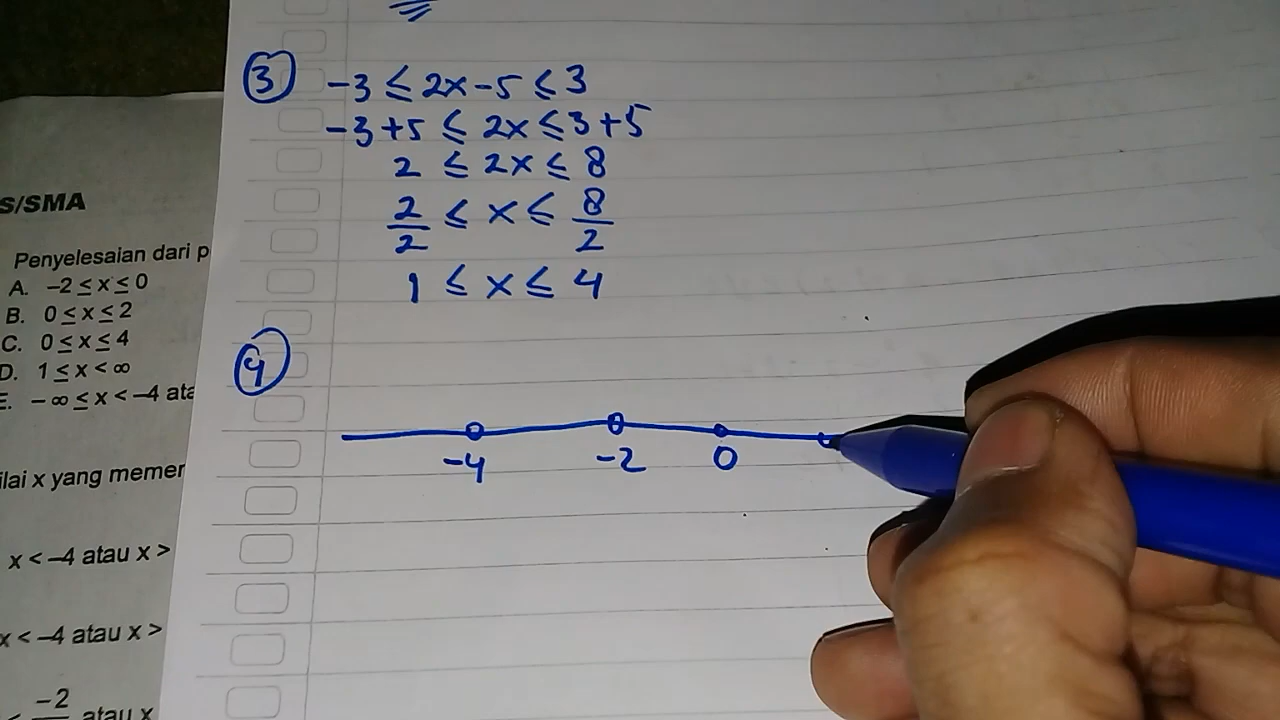 ③ -3 ≤ 2x-5 ≤ 3
-3+5 ≤ 2x ≤ 3+5
2 ≤ 2x ≤ 8
2/2 ≤ x ≤ 8/2
1 ≤ x ≤ 4
④
-4 -2 0
S/SMA
Penyelesaian dari p
A. -2 ≤ x ≤ 0
B. 0 ≤ x ≤ 2
C. 0 ≤ x ≤ 4
D. 1 ≤ x < ∞
E. -∞ ≤ x < -4 ata
ilai x yang memer
x < -4 atau x >
x < -4 atau x >
-2
atau x